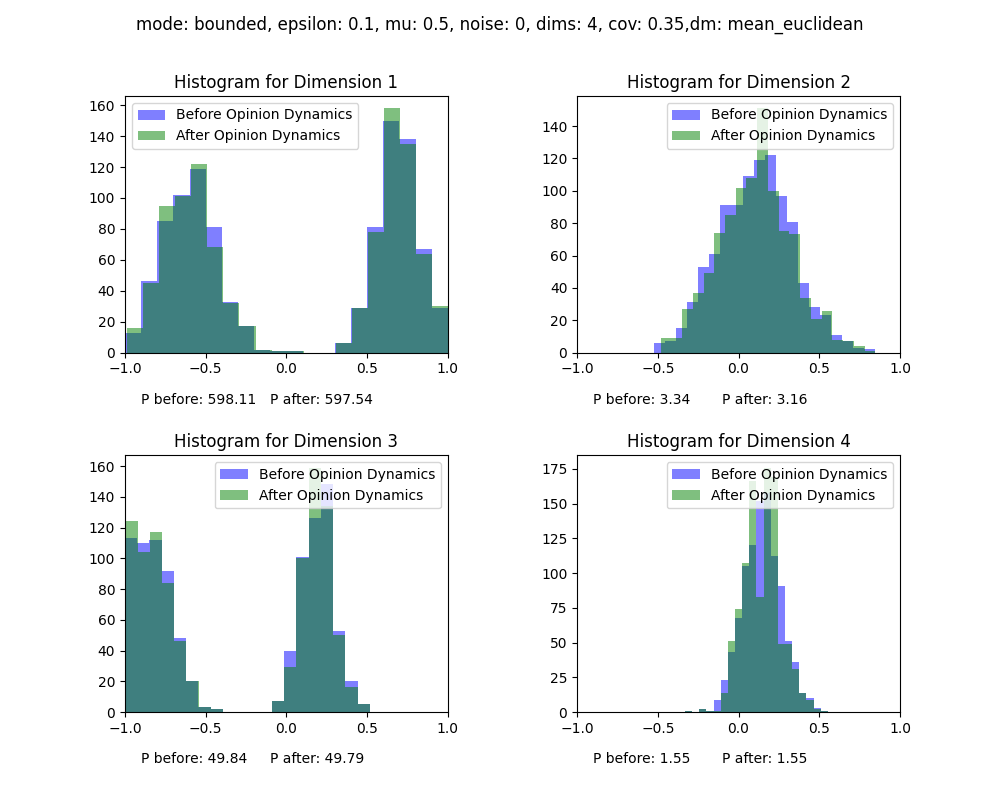 mode: bounded, epsilon: 0.1, mu: 0.5, noise: 0, dims: 4, cov: 0.35,dm: mean_euclidean
Histogram for Dimension 1
Before Opinion Dynamics
After Opinion Dynamics
160
140
120
100
80
60
40
20
0
−1.0 −0.5 0.0 0.5 1.0
P before: 598.11 P after: 597.54
Histogram for Dimension 2
Before Opinion Dynamics
After Opinion Dynamics
140
120
100
80
60
40
20
0
−1.0 −0.5 0.0 0.5 1.0
P before: 3.34 P after: 3.16
Histogram for Dimension 3
Before Opinion Dynamics
After Opinion Dynamics
160
140
120
100
80
60
40
20
0
−1.0 −0.5 0.0 0.5 1.0
P before: 49.84 P after: 49.79
Histogram for Dimension 4
Before Opinion Dynamics
After Opinion Dynamics
175
150
125
100
75
50
25
0
−1.0 −0.5 0.0 0.5 1.0
P before: 1.55 P after: 1.55